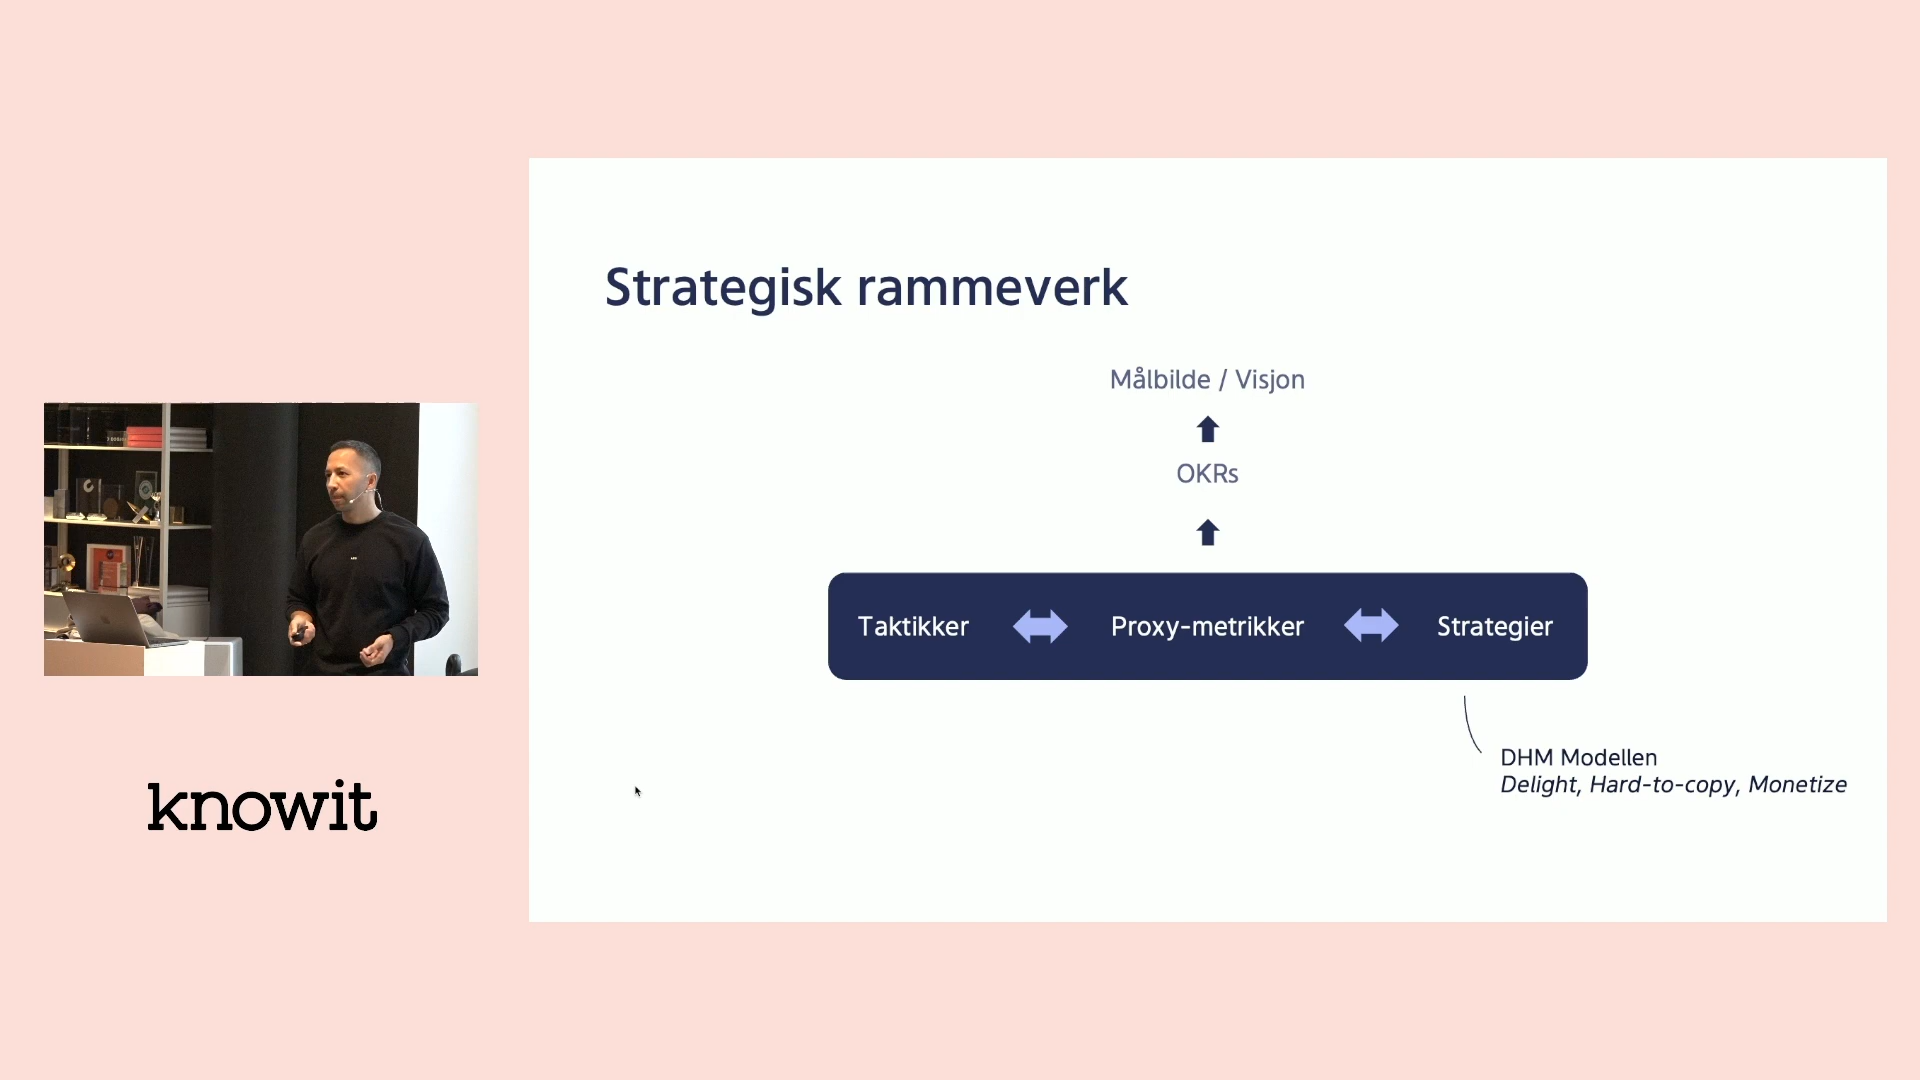 Strategisk rammeverk
Målbilde / Visjon
OKRs
Taktikker Proxy-metrikker Strategier
DHM Modellen
Delight, Hard-to-copy, Monetize
knowit